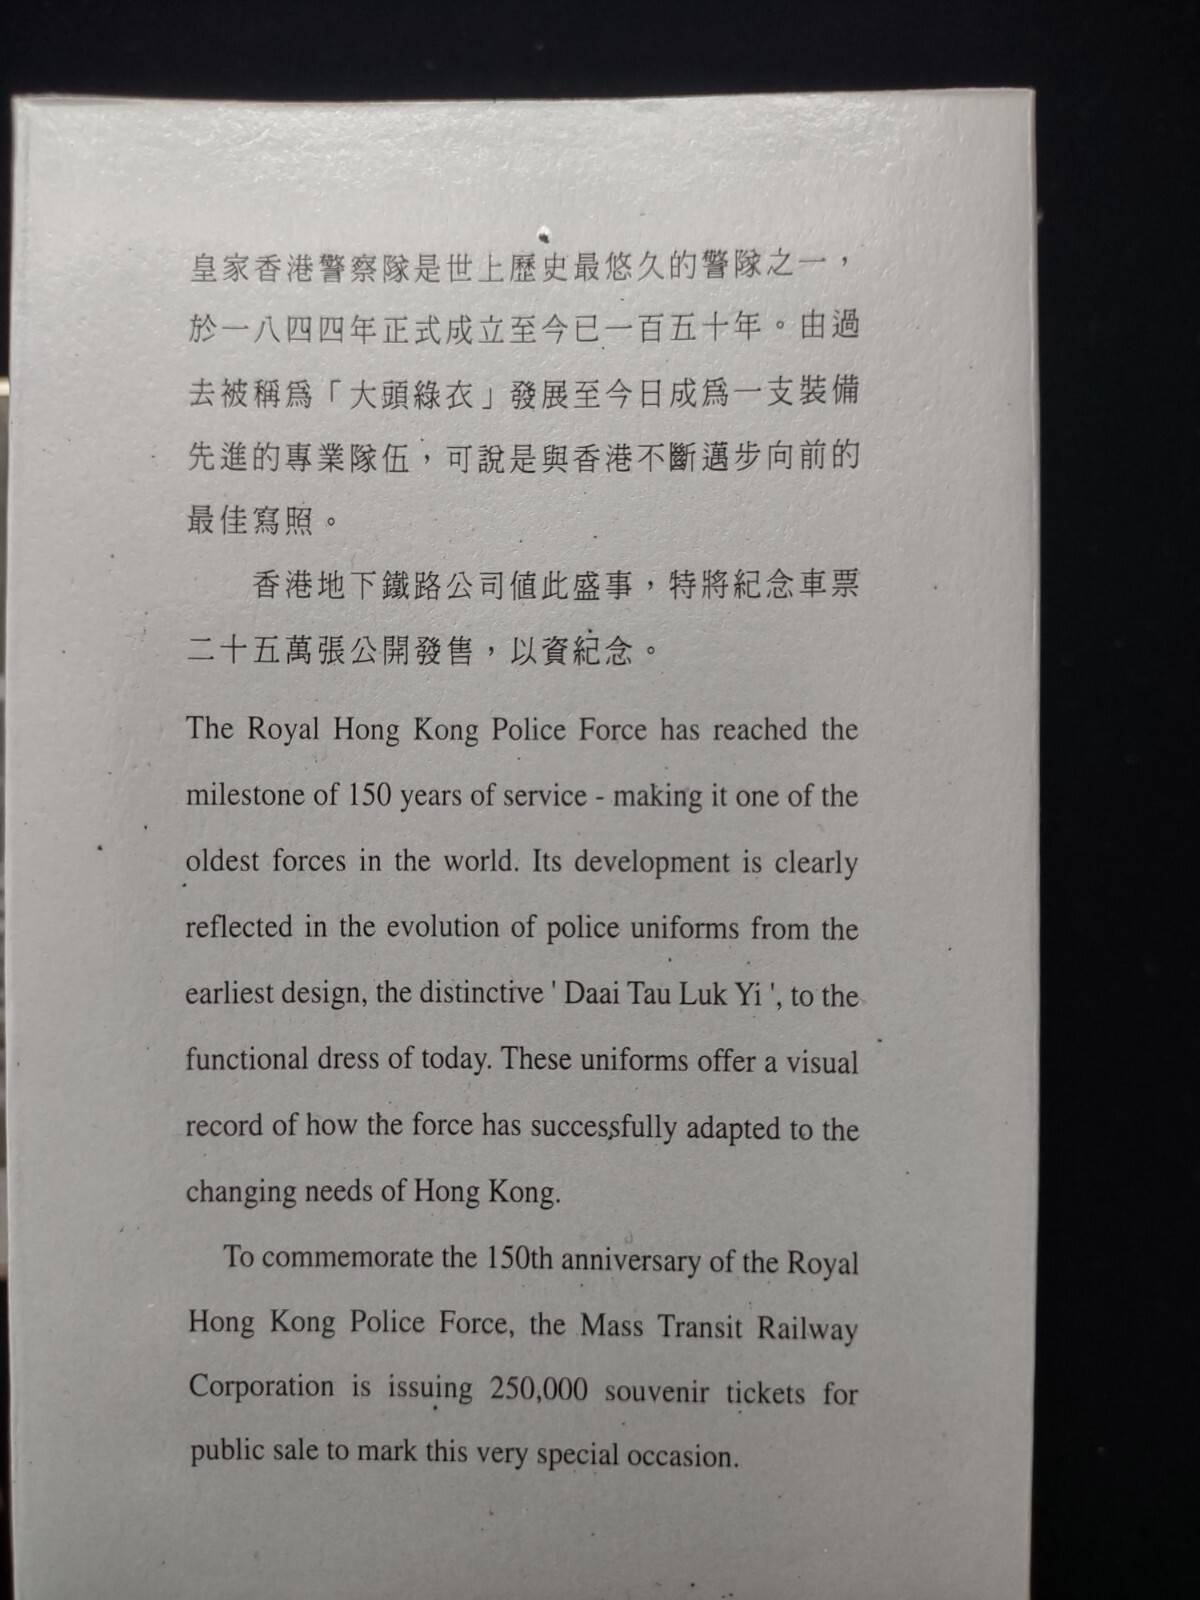 皇家香港警察隊是世上歷史最悠久的警隊之一，
於一八四四年正式成立至今已一百五十年。由過
去被稱爲「大頭綠衣」發展至今日成爲一支裝備
先進的專業隊伍，可說是與香港不斷邁步向前的
最佳寫照。
香港地下鐵路公司值此盛事，特將紀念車票
二十五萬張公開發售，以資紀念。
The Royal Hong Kong Police Force has reached the
milestone of 150 years of service - making it one of the
oldest forces in the world. Its development is clearly
reflected in the evolution of police uniforms from the
earliest design, the distinctive ' Daai Tau Luk Yi ', to the
functional dress of today. These uniforms offer a visual
record of how the force has successfully adapted to the
changing needs of Hong Kong.
To commemorate the 150th anniversary of the Royal
Hong Kong Police Force, the Mass Transit Railway
Corporation is issuing 250,000 souvenir tickets for
public sale to mark this very special occasion.